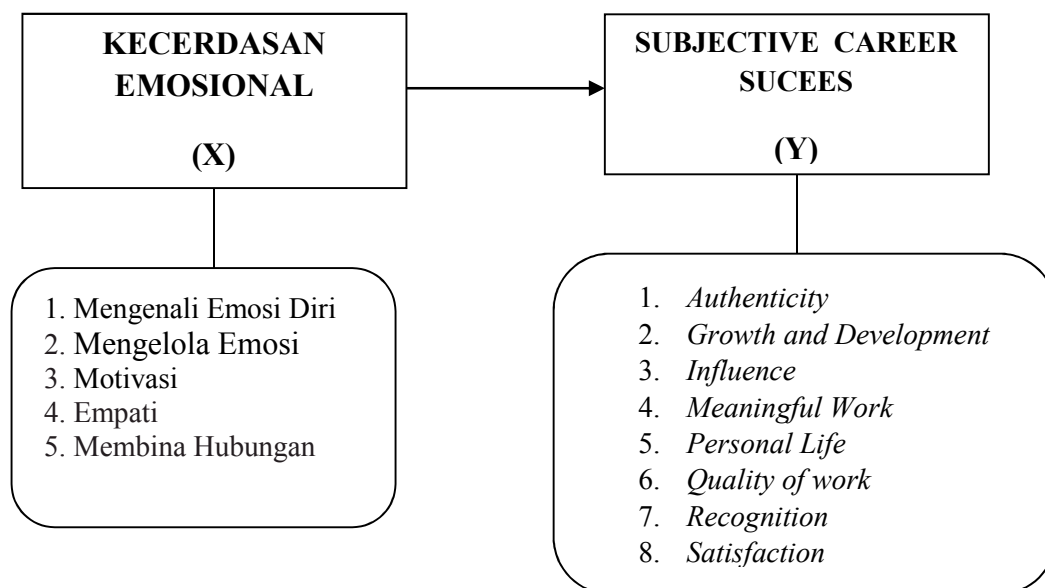 KECERDASAN
EMOSIONAL
(X)
SUBJECTIVE CAREER
SUCEES
(Y)
1. Mengenali Emosi Diri
2. Mengelola Emosi
3. Motivasi
4. Empati
5. Membina Hubungan
1. Authenticity
2. Growth and Development
3. Influence
4. Meaningful Work
5. Personal Life
6. Quality of work
7. Recognition
8. Satisfaction